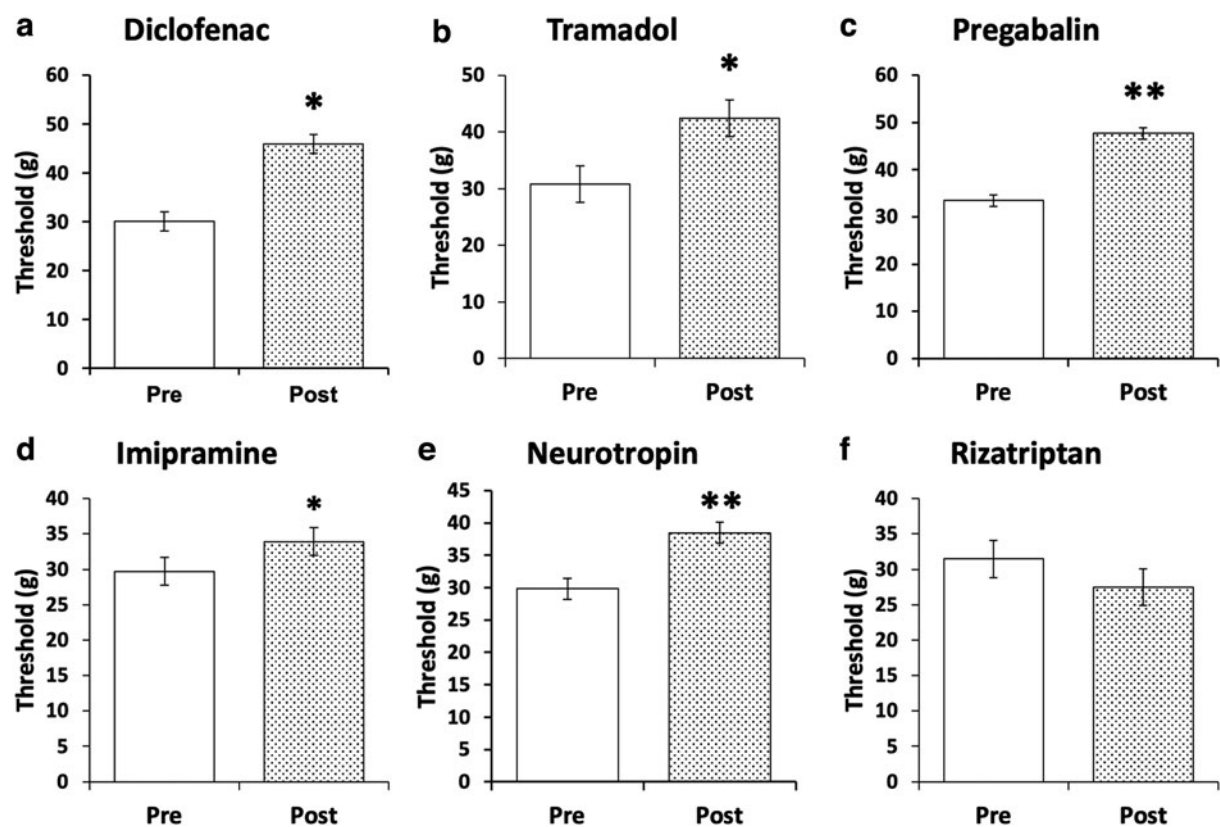 a Diclofenac
Threshold (g)
60
50
40
30
20
10
0
*
Pre Post
b Tramadol
Threshold (g)
50
40
30
20
10
0
*
Pre Post
c Pregabalin
Threshold (g)
60
50
40
30
20
10
0
**
Pre Post
d Imipramine
Threshold (g)
40
35
30
25
20
15
10
5
0
*
Pre Post
e Neurotropin
Threshold (g)
45
40
35
30
25
20
15
10
5
0
**
Pre Post
f Rizatriptan
Threshold (g)
40
35
30
25
20
15
10
5
0
Pre Post